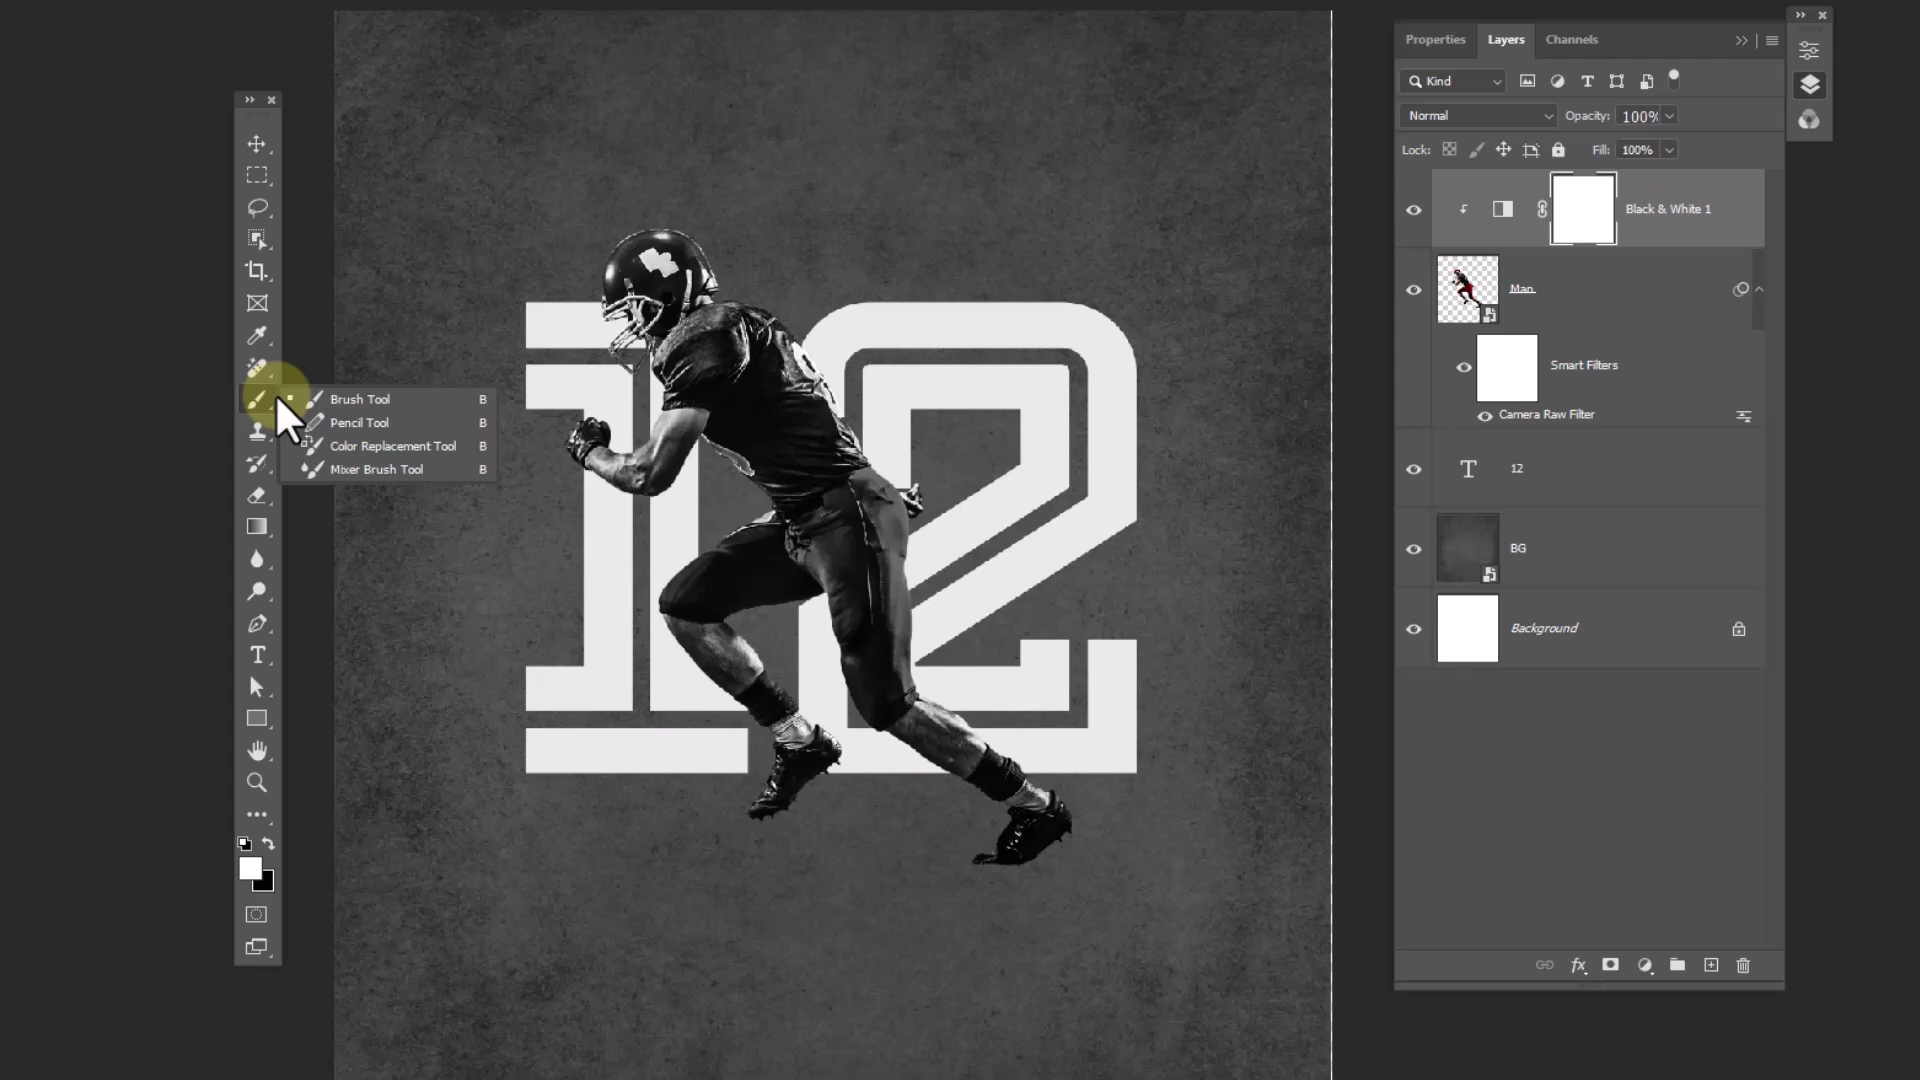 Properties Layers Channels
Kind
Normal Opacity: 100%
Lock: Fill: 100%
Black & White 1
Man
Smart Filters
Camera Raw Filter
12
BG
Background
Brush Tool B
Pencil Tool B
Color Replacement Tool B
Mixer Brush Tool B
12